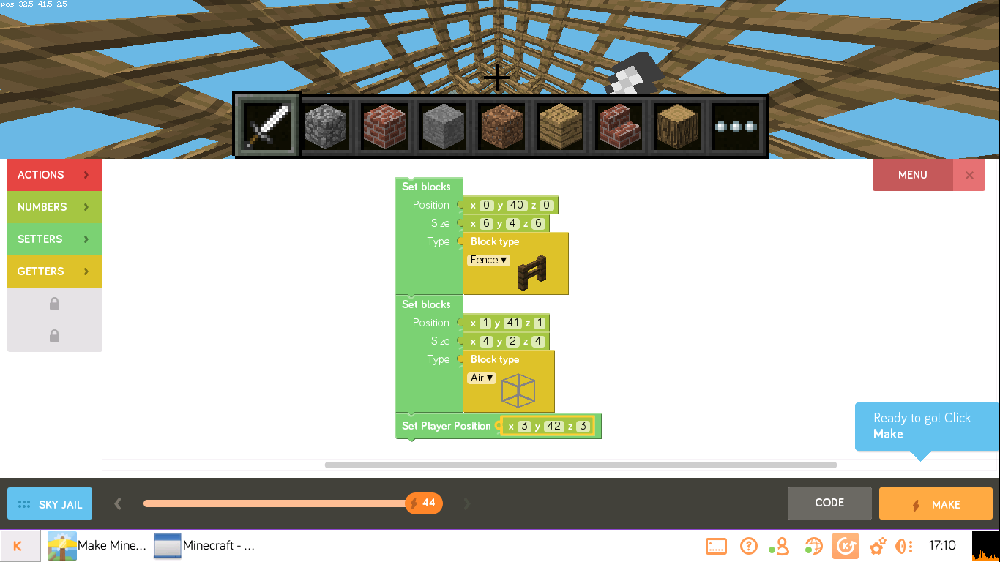 pos: 32.5, 41.5, 2.5
ACTIONS
NUMBERS
SETTERS
GETTERS
MENU
Set blocks
Position x 0 y 40 z 0
Size x 6 y 4 z 6
Type Block type
Fence
Set blocks
Position x 1 y 41 z 1
Size x 4 y 2 z 4
Type Block type
Air
Set Player Position x 3 y 42 z 3
Ready to go! Click
Make
SKY JAIL
44
CODE
MAKE
K
Make Mine...
Minecraft - ...
K
17:10